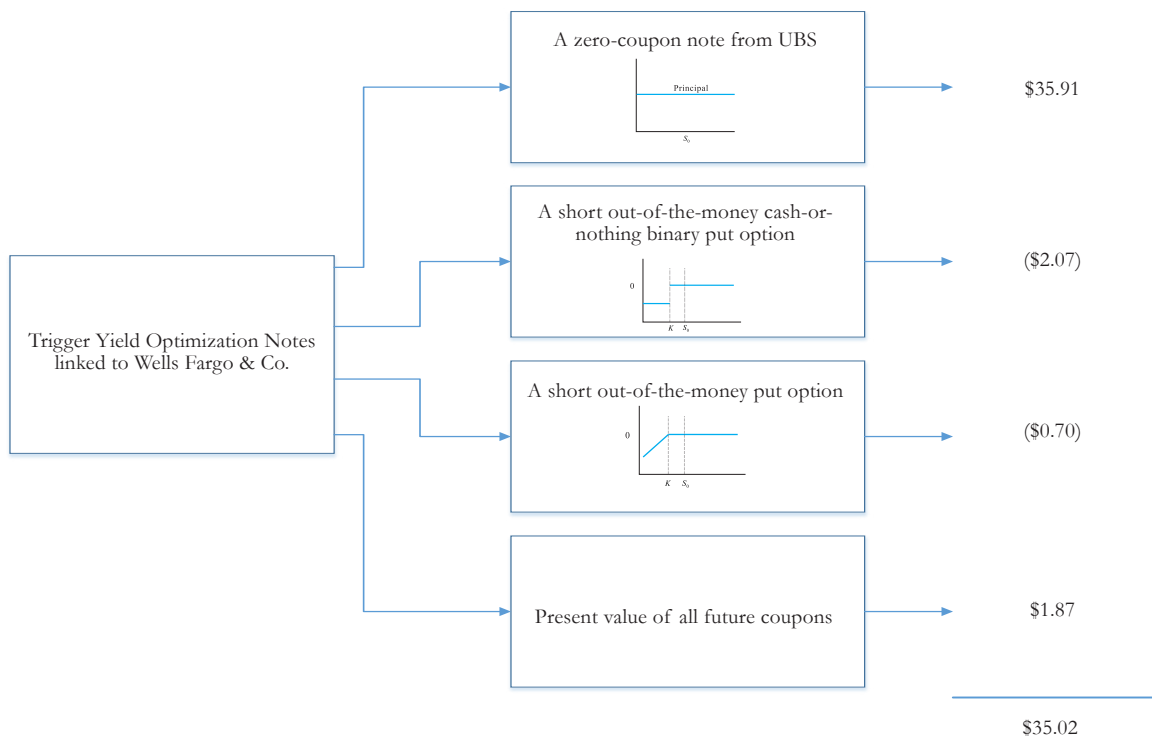 A zero-coupon note from UBS
Principal
S₀
$35.91
A short out-of-the-money cash-or-
nothing binary put option
0
K S₀
($2.07)
Trigger Yield Optimization Notes
linked to Wells Fargo & Co.
A short out-of-the-money put option
0
K S₀
($0.70)
Present value of all future coupons
$1.87
$35.02